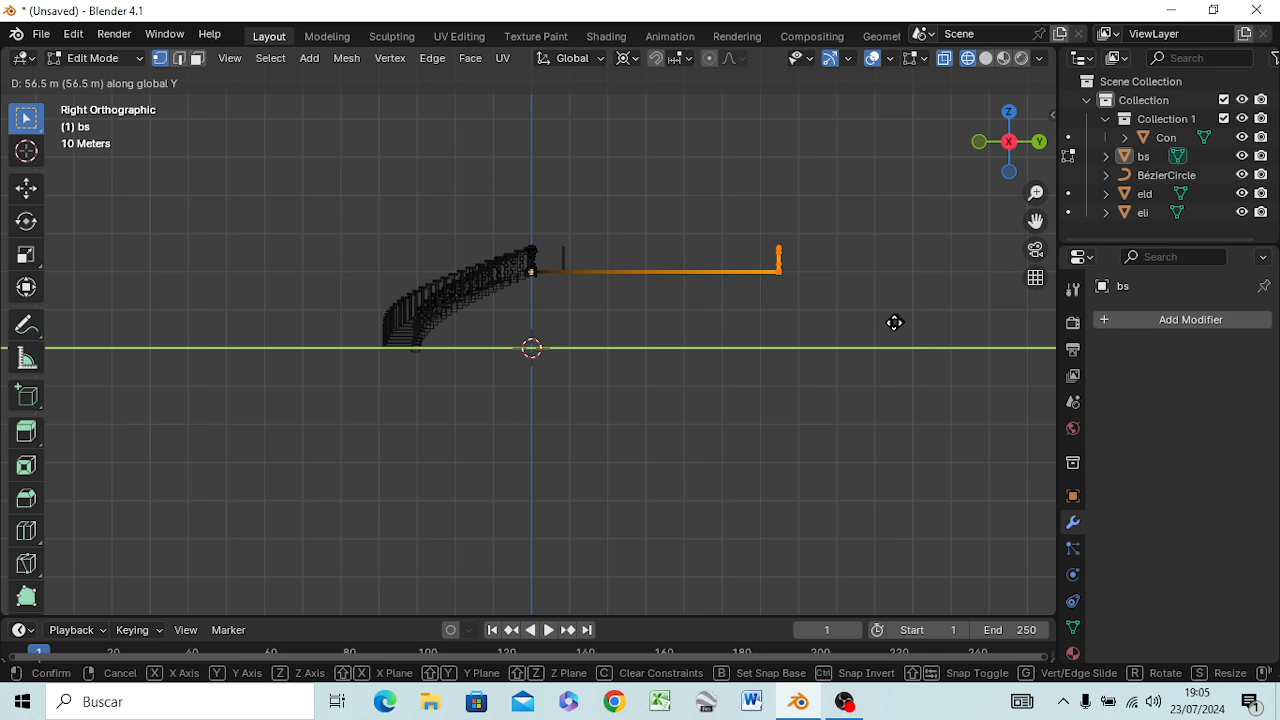 * (Unsaved) - Blender 4.1
File Edit Render Window Help Layout Modeling Sculpting UV Editing Texture Paint Shading Animation Rendering Compositing Geomet Scene ViewLayer
Edit Mode View Select Add Mesh Vertex Edge Face UV Global Search
D: 56.5 m (56.5 m) along global Y
Right Orthographic
(1) bs
10 Meters
Z
Y
X
Scene Collection
Collection
Collection 1
Con
bs
BézierCircle
eld
eli
Search
bs
Add Modifier
Playback Keying View Marker 1 Start 1 End 250
1 20 40 60 80 100 120 140 160 180 200 220 240
Confirm Cancel X X Axis Y Y Axis Z Z Axis X X Plane Y Y Plane Z Z Plane C Clear Constraints B Set Snap Base Ctrl Snap Invert Snap Toggle G Vert/Edge Slide R Rotate S Resize
Buscar
19:05
23/07/2024
1